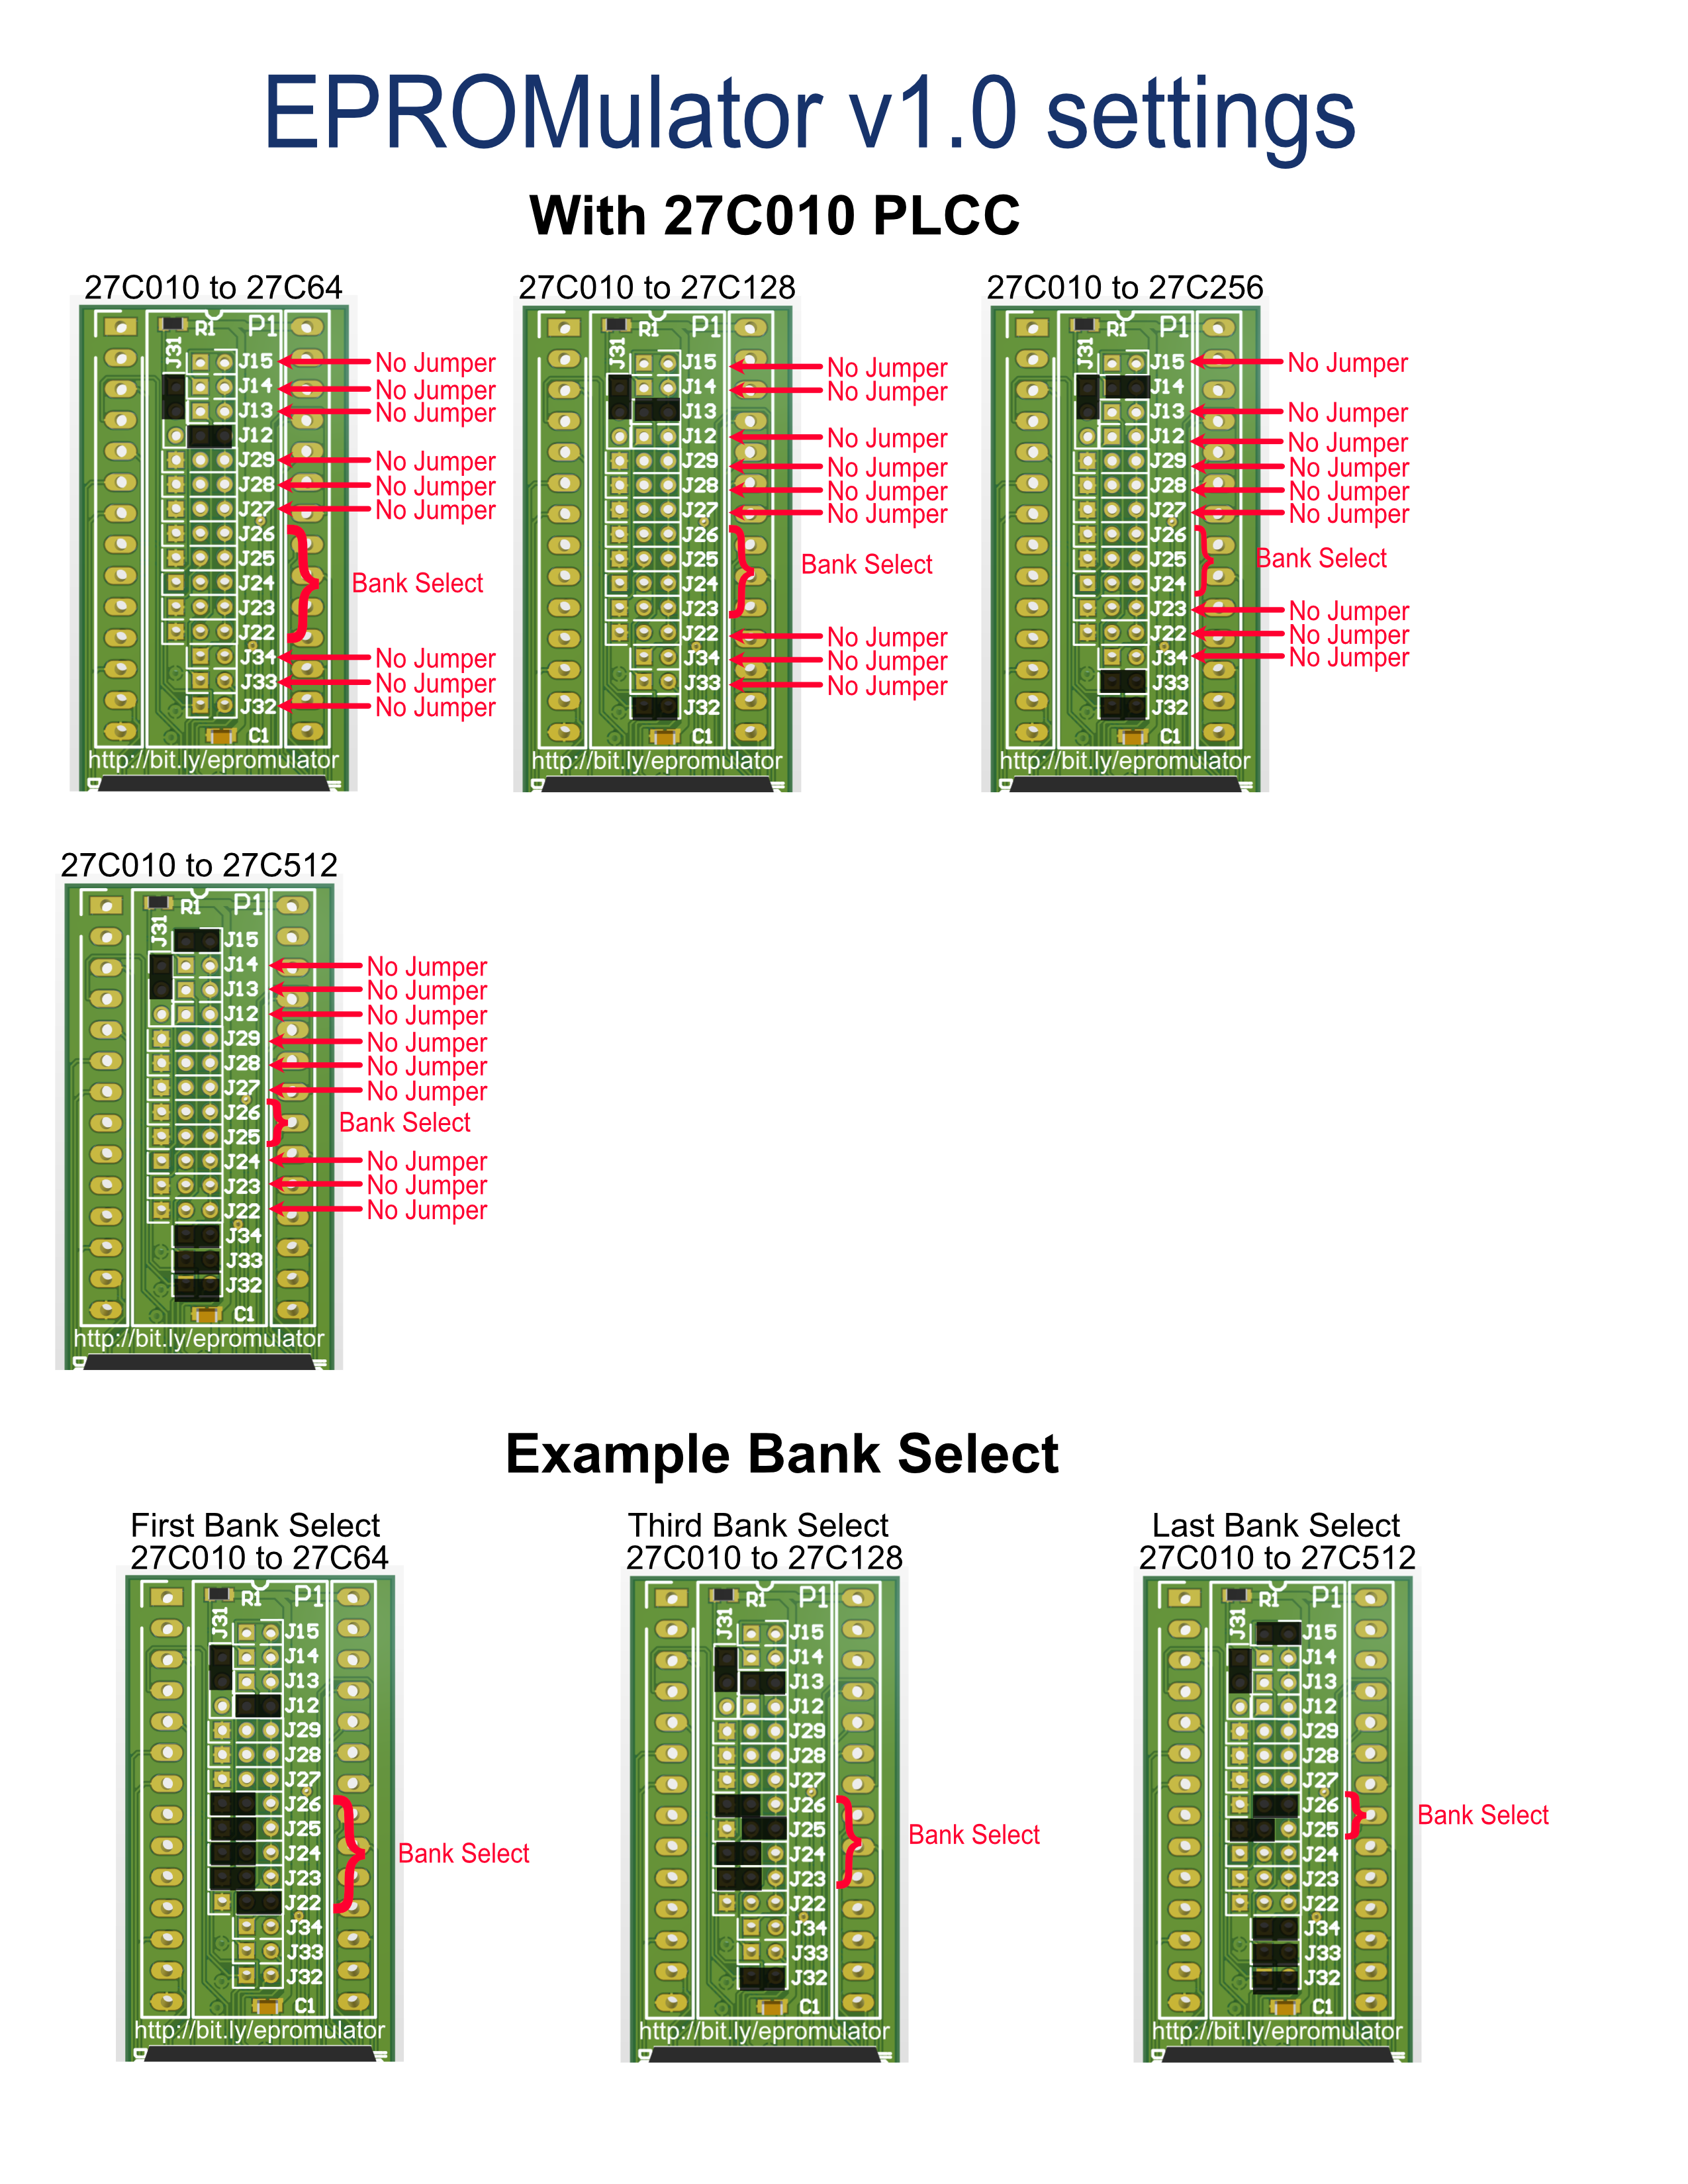 EPROMulator v1.0 settings
With 27C010 PLCC
27C010 to 27C64
R1 P1
J31
J15 No Jumper
J14 No Jumper
J13 No Jumper
J12
J29 No Jumper
J28 No Jumper
J27 No Jumper
J26
J25
J24 Bank Select
J23
J22
J34 No Jumper
J33 No Jumper
J32 No Jumper
C1
http://bit.ly/epromulator
27C010 to 27C128
R1 P1
J31
J15 No Jumper
J14 No Jumper
J13
J12 No Jumper
J29 No Jumper
J28 No Jumper
J27 No Jumper
J26
J25 Bank Select
J24
J23
J22 No Jumper
J34 No Jumper
J33 No Jumper
J32
C1
http://bit.ly/epromulator
27C010 to 27C256
R1 P1
J31
J15 No Jumper
J14
J13 No Jumper
J12 No Jumper
J29 No Jumper
J28 No Jumper
J27 No Jumper
J26
J25 Bank Select
J24
J23 No Jumper
J22 No Jumper
J34 No Jumper
J33
J32
C1
http://bit.ly/epromulator
27C010 to 27C512
R1 P1
J31
J15
J14 No Jumper
J13 No Jumper
J12 No Jumper
J29 No Jumper
J28 No Jumper
J27 No Jumper
J26 Bank Select
J25
J24 No Jumper
J23 No Jumper
J22 No Jumper
J34
J33
J32
C1
http://bit.ly/epromulator
Example Bank Select
First Bank Select
27C010 to 27C64
R1 P1
J31
J15
J14
J13
J12
J29
J28
J27
J26
J25
J24 Bank Select
J23
J22
J34
J33
J32
C1
http://bit.ly/epromulator
Third Bank Select
27C010 to 27C128
R1 P1
J31
J15
J14
J13
J12
J29
J28
J27
J26
J25 Bank Select
J24
J23
J22
J34
J33
J32
C1
http://bit.ly/epromulator
Last Bank Select
27C010 to 27C512
R1 P1
J31
J15
J14
J13
J12
J29
J28
J27
J26 Bank Select
J25
J24
J23
J22
J34
J33
J32
C1
http://bit.ly/epromulator